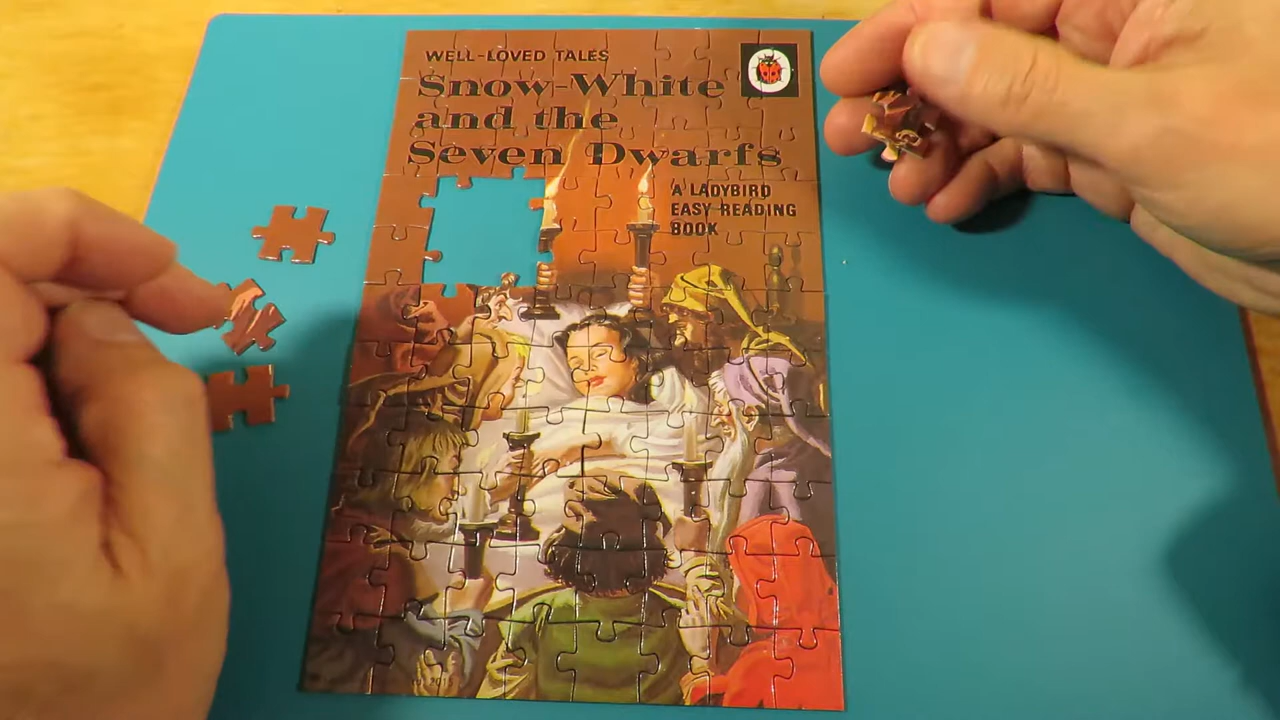 WELL-LOVED TALES
Snow-White
and the
Seven Dwarfs
A LADYBIRD
EASY-READING
BOOK